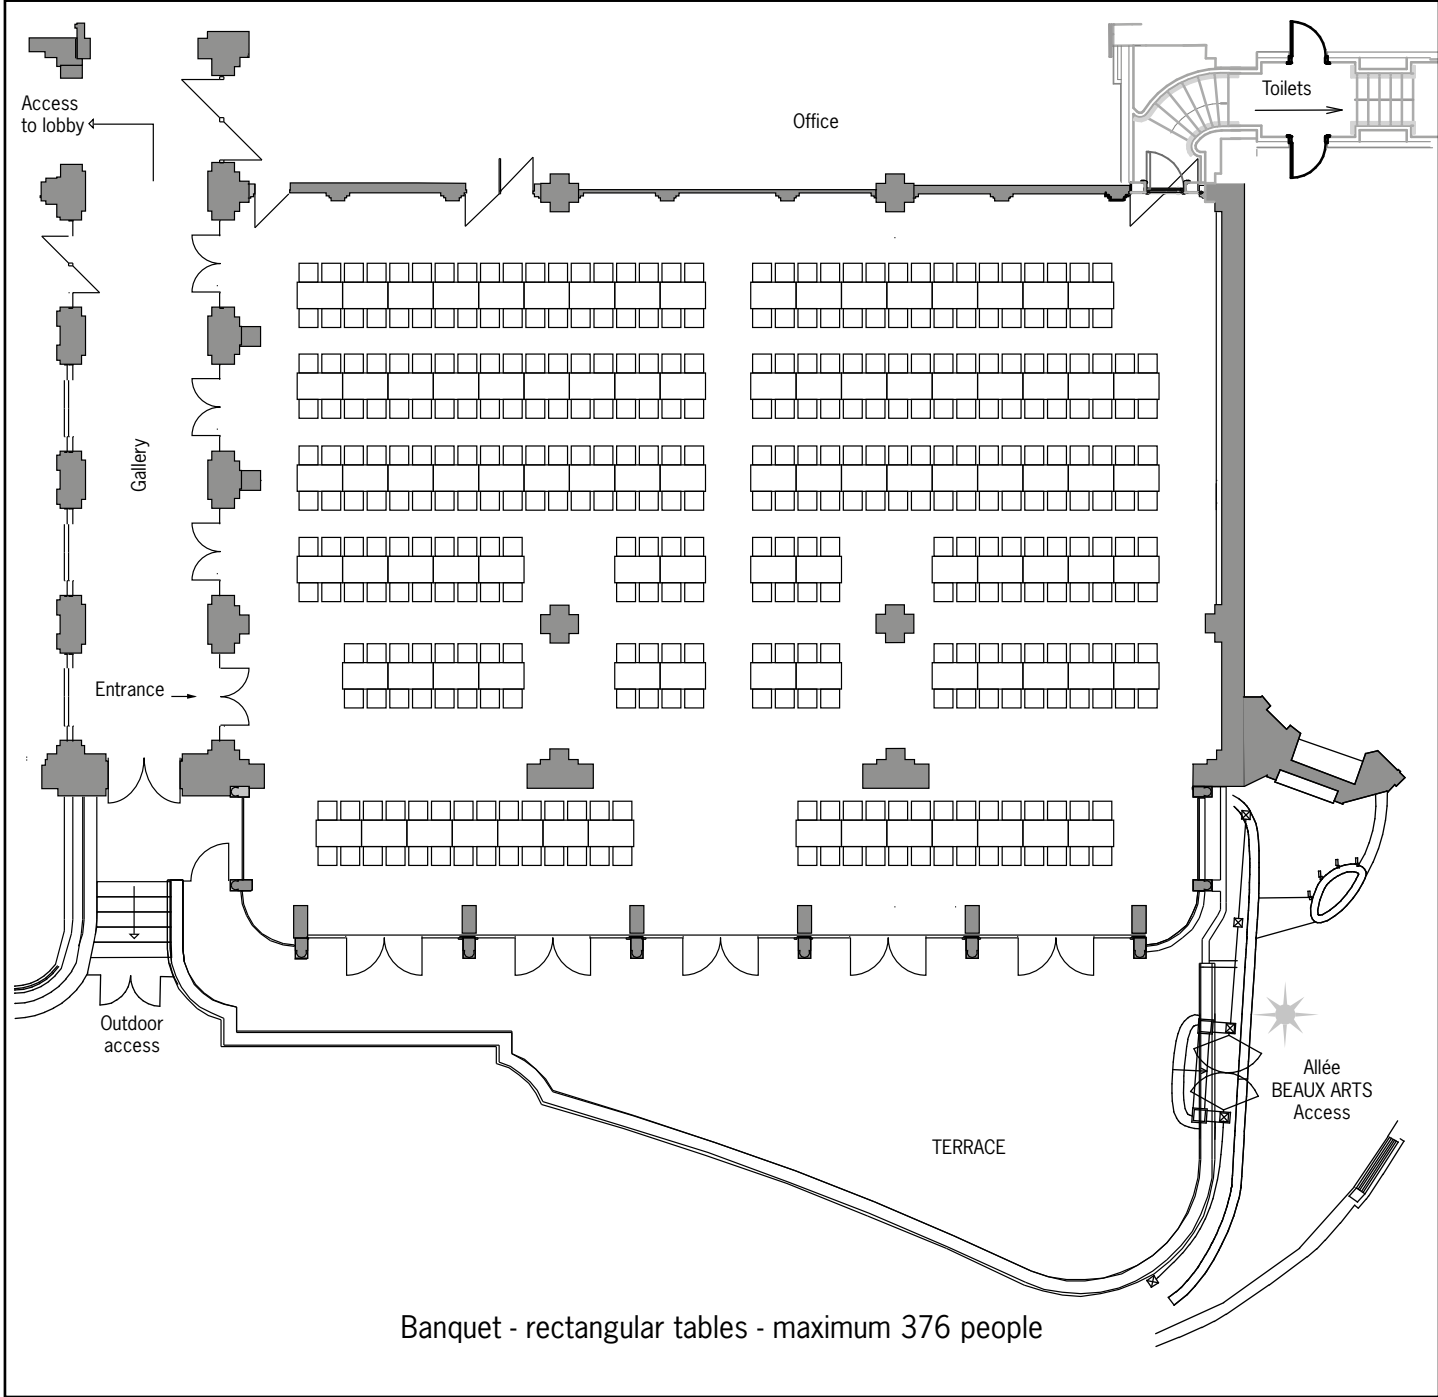 Access
to lobby
Office
Toilets
Gallery
Entrance
Outdoor
access
Allée
BEAUX ARTS
Access
TERRACE
Banquet - rectangular tables - maximum 376 people